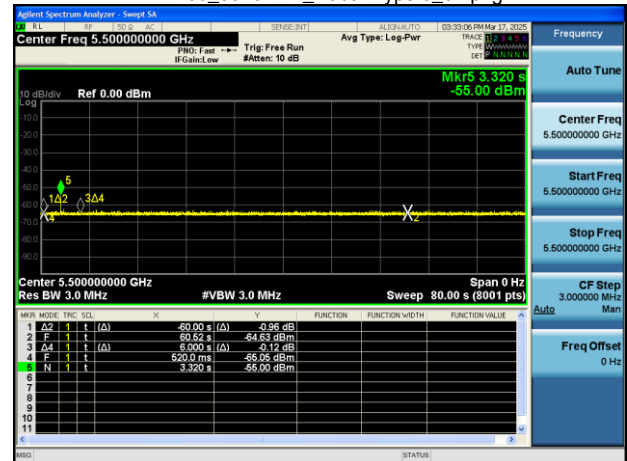 Agilent Spectrum Analyzer - Swept SA
RL RF 50 Ω AC SENSE:INT ALIGNAUTO 03:33:06 PM Mar 17, 2025
Center Freq 5.500000000 GHz
PNO: Fast Trig: Free Run
IFGain:Low #Atten: 10 dB
Avg Type: Log-Pwr
TRACE 1 2 3 4 5 6
TYPE WWWWWW
DET P N N N N N
Frequency
Mkr5 3.320 s
-55.00 dBm
10 dB/div Ref 0.00 dBm
Log
-10.0
-20.0
-30.0
-40.0
-50.0
-60.0
-70.0
-80.0
-90.0
5
1Δ2 3Δ4
4 2
Center 5.500000000 GHz Span 0 Hz
Res BW 3.0 MHz #VBW 3.0 MHz Sweep 80.00 s (8001 pts)
MKR MODE TRC SCL X Y FUNCTION FUNCTION WIDTH FUNCTION VALUE
1 Δ2 1 t (Δ) -60.00 s (Δ) -0.96 dB
2 F 1 t 60.52 s -64.63 dBm
3 Δ4 1 t (Δ) 6.000 s (Δ) -0.12 dB
4 F 1 t 520.0 ms -65.05 dBm
5 N 1 t 3.320 s -55.00 dBm
6
7
8
9
10
11
MSG STATUS
Auto Tune
Center Freq
5.500000000 GHz
Start Freq
5.500000000 GHz
Stop Freq
5.500000000 GHz
CF Step
3.000000 MHz
Auto Man
Freq Offset
0 Hz